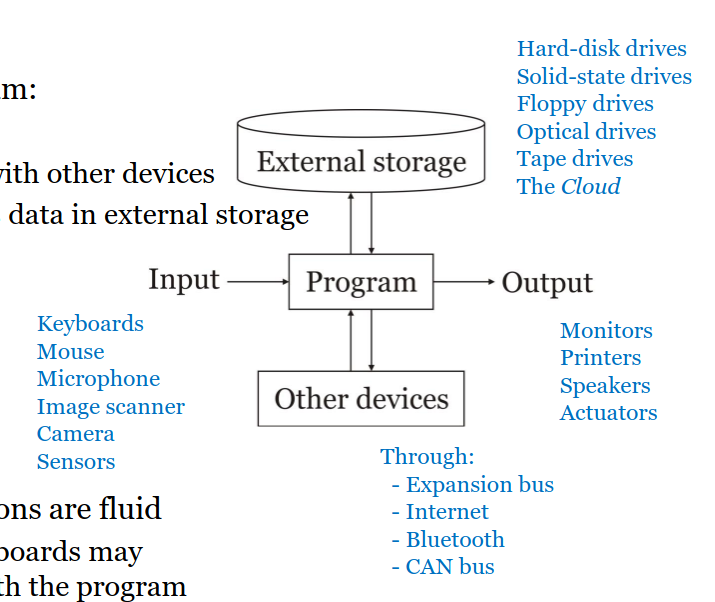 Hard-disk drives
Solid-state drives
Floppy drives
Optical drives
Tape drives
The Cloud
m:
ith other devices
data in external storage
External storage
Input
Program
Output
Keyboards
Mouse
Microphone
Image scanner
Camera
Sensors
Monitors
Printers
Speakers
Actuators
Other devices
Through:
- Expansion bus
- Internet
- Bluetooth
- CAN bus
ons are fluid
boards may
th the program